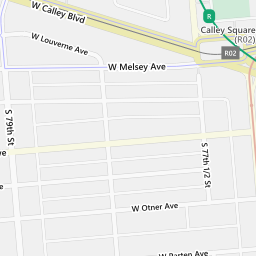 W Calley Blvd
R
Calley Square
(R02)
W Louverne Ave
R02
W Melsey Ave
S 79th St
S 77th 1/2 St
ve
W Otner Ave
W Parten Ave